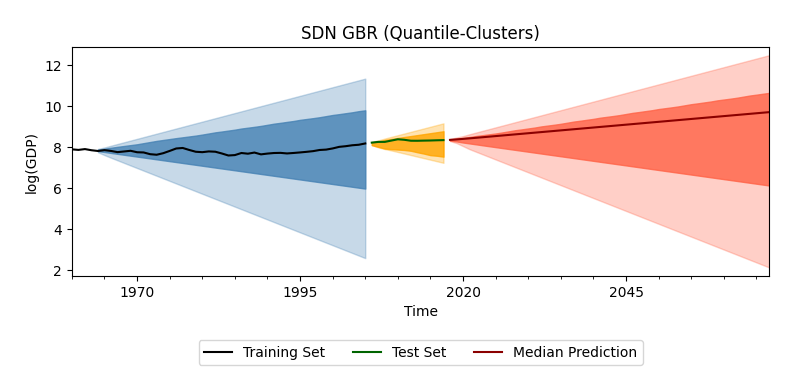 SDN GBR (Quantile-Clusters)
12
10
8
6
4
2
log(GDP)
1970 1995 2020 2045
Time
Training Set Test Set Median Prediction